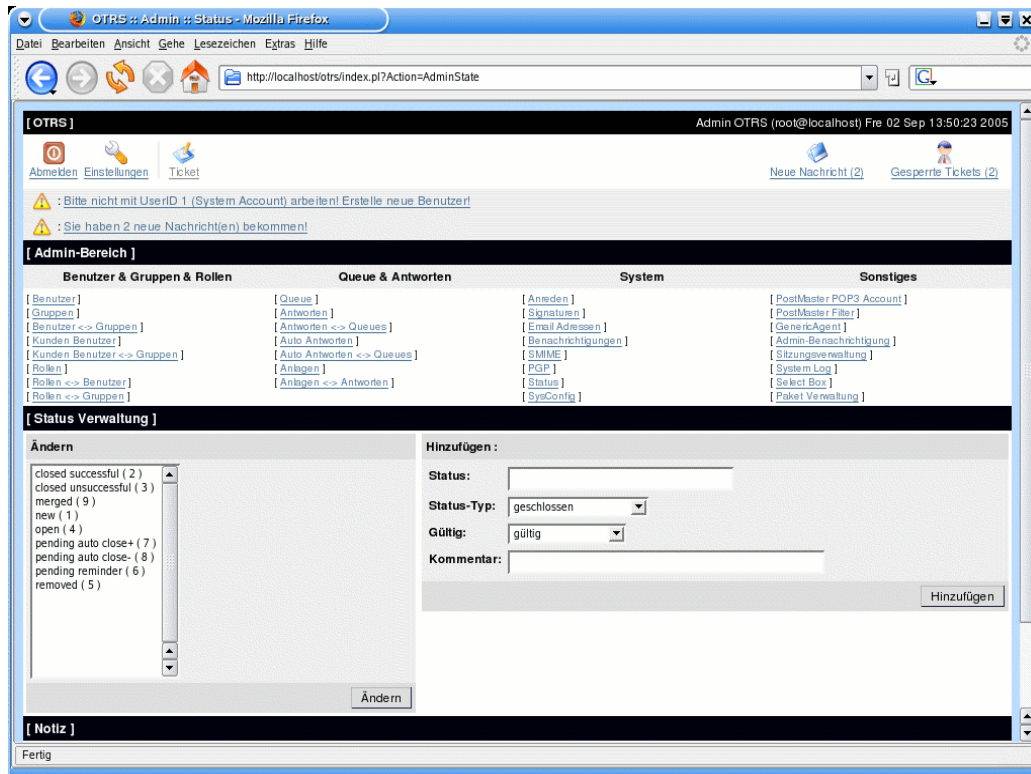 OTRS :: Admin :: Status - Mozilla Firefox
Datei Bearbeiten Ansicht Gehe Lesezeichen Extras Hilfe
http://localhost/otrs/index.pl?Action=AdminState
[ OTRS ] Admin OTRS (root@localhost) Fre 02 Sep 13:50:23 2005
Abmelden Einstellungen Ticket Neue Nachricht (2) Gesperrte Tickets (2)
: Bitte nicht mit UserID 1 (System Account) arbeiten! Erstelle neue Benutzer!
: Sie haben 2 neue Nachricht(en) bekommen!
[ Admin-Bereich ]
Benutzer & Gruppen & Rollen Queue & Antworten System Sonstiges
[ Benutzer ] [ Queue ] [ Anreden ] [ PostMaster POP3 Account ]
[ Gruppen ] [ Antworten ] [ Signaturen ] [ PostMaster Filter ]
[ Benutzer <-> Gruppen ] [ Antworten <-> Queues ] [ Email Adressen ] [ GenericAgent ]
[ Kunden Benutzer ] [ Auto Antworten ] [ Benachrichtigungen ] [ Admin-Benachrichtigung ]
[ Kunden Benutzer <-> Gruppen ] [ Auto Antworten <-> Queues ] [ SMIME ] [ Sitzungsverwaltung ]
[ Rollen ] [ Anlagen ] [ PGP ] [ System Log ]
[ Rollen <-> Benutzer ] [ Anlagen <-> Antworten ] [ Status ] [ Select Box ]
[ Rollen <-> Gruppen ] [ SysConfig ] [ Paket Verwaltung ]
[ Status Verwaltung ]
Ändern
closed successful ( 2 )
closed unsuccessful ( 3 )
merged ( 9 )
new ( 1 )
open ( 4 )
pending auto close+ ( 7 )
pending auto close- ( 8 )
pending reminder ( 6 )
removed ( 5 )
Ändern
Hinzufügen :
Status:
Status-Typ: geschlossen
Gültig: gültig
Kommentar:
Hinzufügen
[ Notiz ]
Fertig